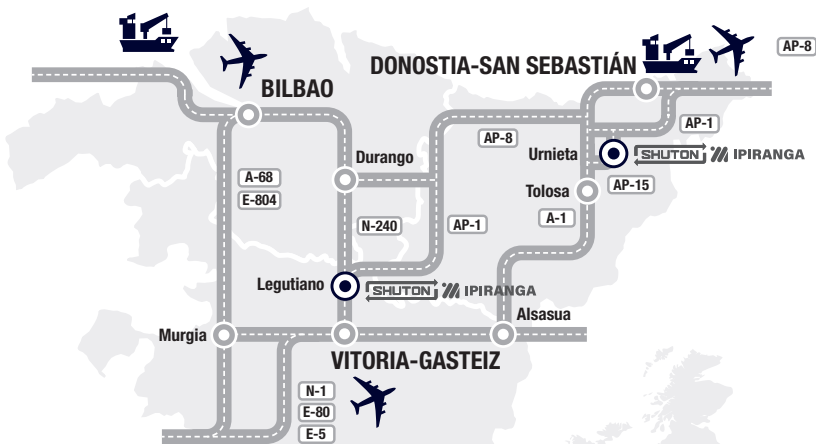 AP-8
DONOSTIA-SAN SEBASTIÁN
BILBAO
AP-1
AP-8
Urnieta
SHUTON IPIRANGA
Durango
A-68
E-804
AP-15
Tolosa
N-240
AP-1
A-1
Legutiano
SHUTON IPIRANGA
Murgia
Alsasua
VITORIA-GASTEIZ
N-1
E-80
E-5